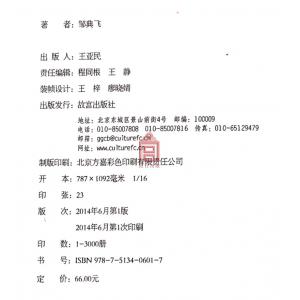 著 者：邹典飞
出 版 人：王亚民
责任编辑：程同根 王 静
装帧设计：王 梓 廖晓婧
出版发行：故宫出版社
地址：北京东城区景山前街4号 邮编：100009
电话：010-85007808 010-85007816 传真：010-65129479
网址：www.culturefc.cn
邮箱：ggcb@culturefc.cn
制版印刷：北京方嘉彩色印刷有限责任公司
开 本：787×1092毫米 1/16
印 张：23
版 次：2014年6月第1版
2014年6月第1次印刷
印 数：1-3000册
书 号：ISBN 978-7-5134-0601-7
定 价：66.00元